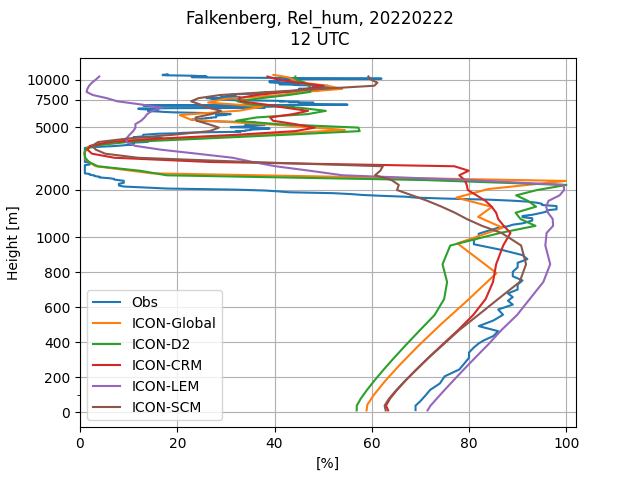 Falkenberg, Rel_hum, 20220222
12 UTC
10000
7500
5000
2000
1000
800
600
400
200
0
Height [m]
Obs
ICON-Global
ICON-D2
ICON-CRM
ICON-LEM
ICON-SCM
0 20 40 60 80 100
[%]